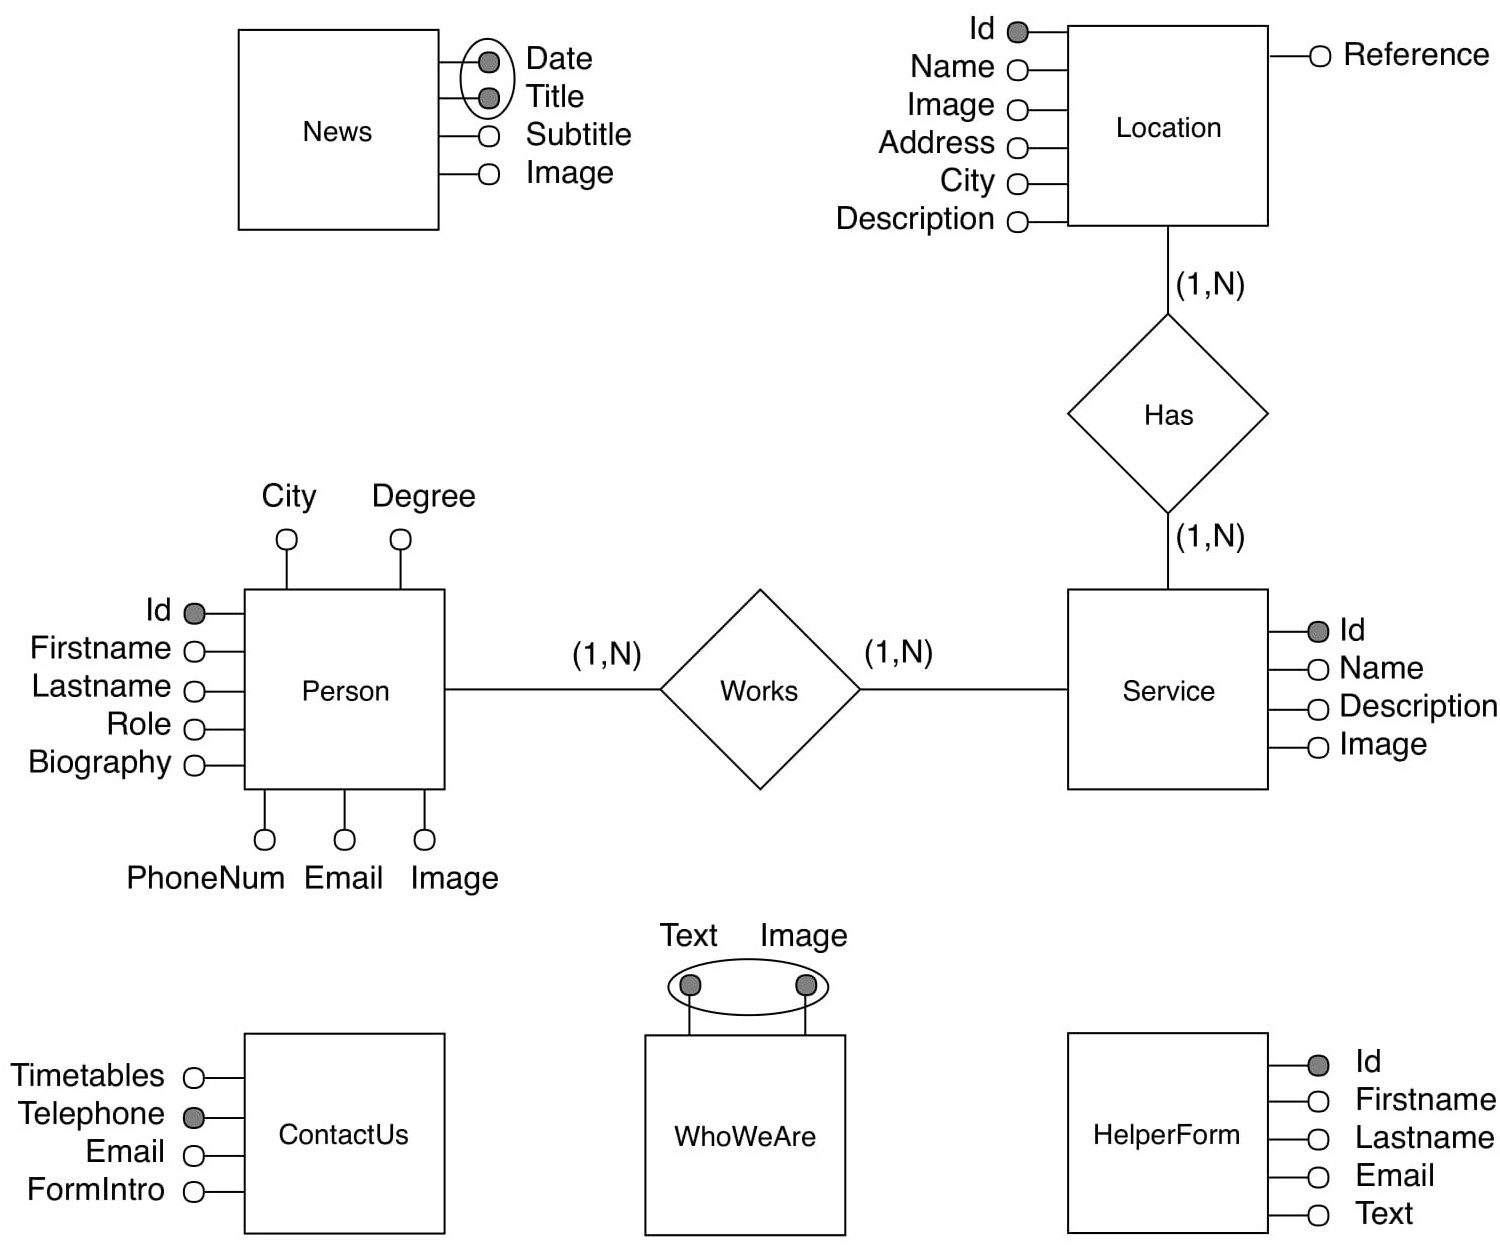 News
Date
Title
Subtitle
Image
Id
Name
Image
Address
City
Description
Location
Reference
(1,N)
Has
(1,N)
City
Degree
Id
Firstname
Lastname
Role
Biography
Person
PhoneNum
Email
Image
(1,N)
Works
(1,N)
Service
Id
Name
Description
Image
Timetables
Telephone
Email
FormIntro
ContactUs
Text
Image
WhoWeAre
HelperForm
Id
Firstname
Lastname
Email
Text